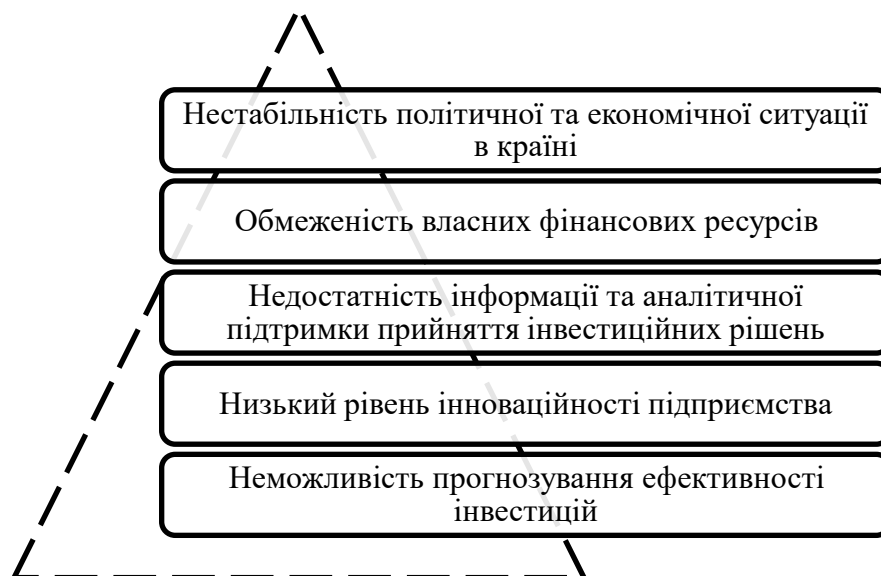 Нестабільність політичної та економічної ситуації
в країні
Обмеженість власних фінансових ресурсів
Недостатність інформації та аналітичної
підтримки прийняття інвестиційних рішень
Низький рівень інноваційності підприємства
Неможливість прогнозування ефективності
інвестицій